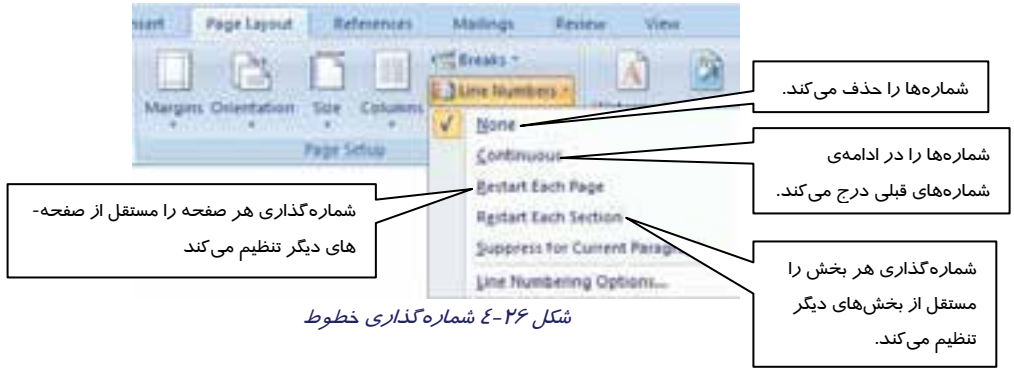 Insert Page Layout References Mailings Review View
Breaks
Line Numbers
Margins Orientation Size Columns
Page Setup
None
Continuous
Restart Each Page
Restart Each Section
Suppress for Current
Line Numbering Options...
شماره‌ها را حذف می‌کند.
شماره‌ها را در ادامه‌ی
شماره‌های قبلی درج می‌کند.
شماره‌گذاری هر صفحه را مستقل از صفحه-
های دیگر تنظیم می‌کند
شماره‌گذاری هر بخش را
مستقل از بخش‌های دیگر
تنظیم می‌کند.
شکل ۲۶-٤ شماره‌گذاری خطوط